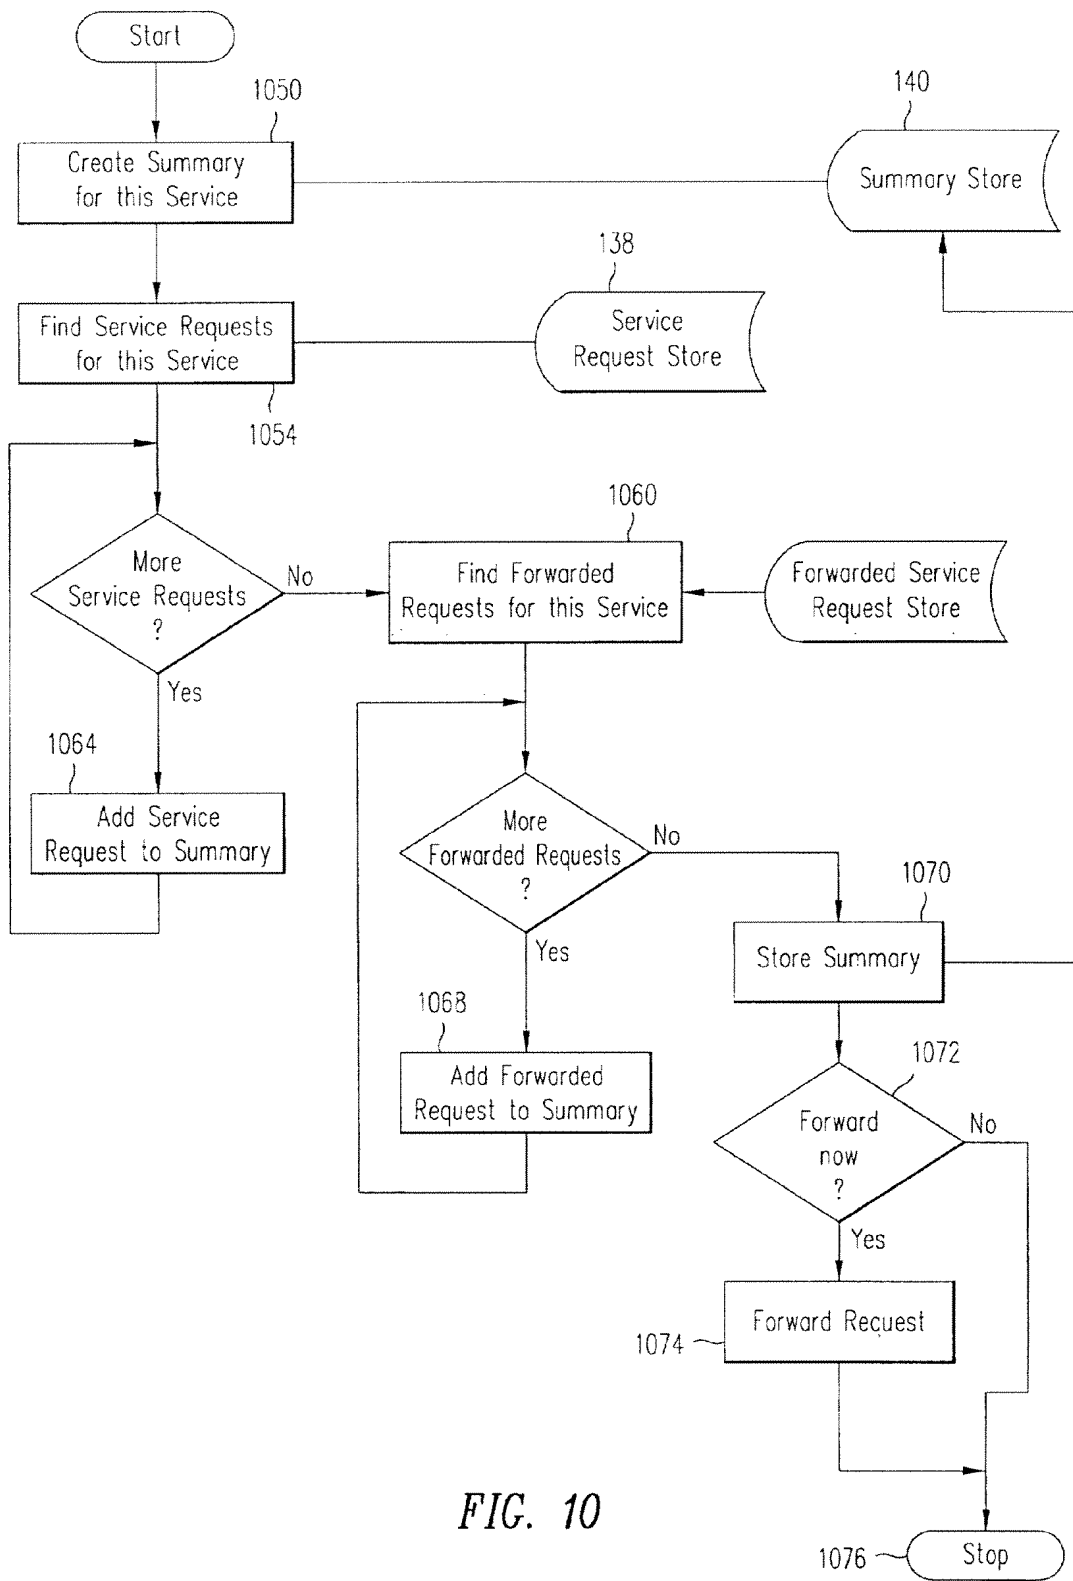 Start
1050
Create Summary
for this Service
140
Summary Store
138
Service
Request Store
Find Service Requests
for this Service
1054
More
Service Requests
?
No
Yes
1060
Find Forwarded
Requests for this Service
Forwarded Service
Request Store
1064
Add Service
Request to Summary
More
Forwarded Requests
?
No
Yes
1070
Store Summary
1068
Add Forwarded
Request to Summary
1072
Forward
now
?
No
Yes
Forward Request
1074
FIG. 10
1076
Stop